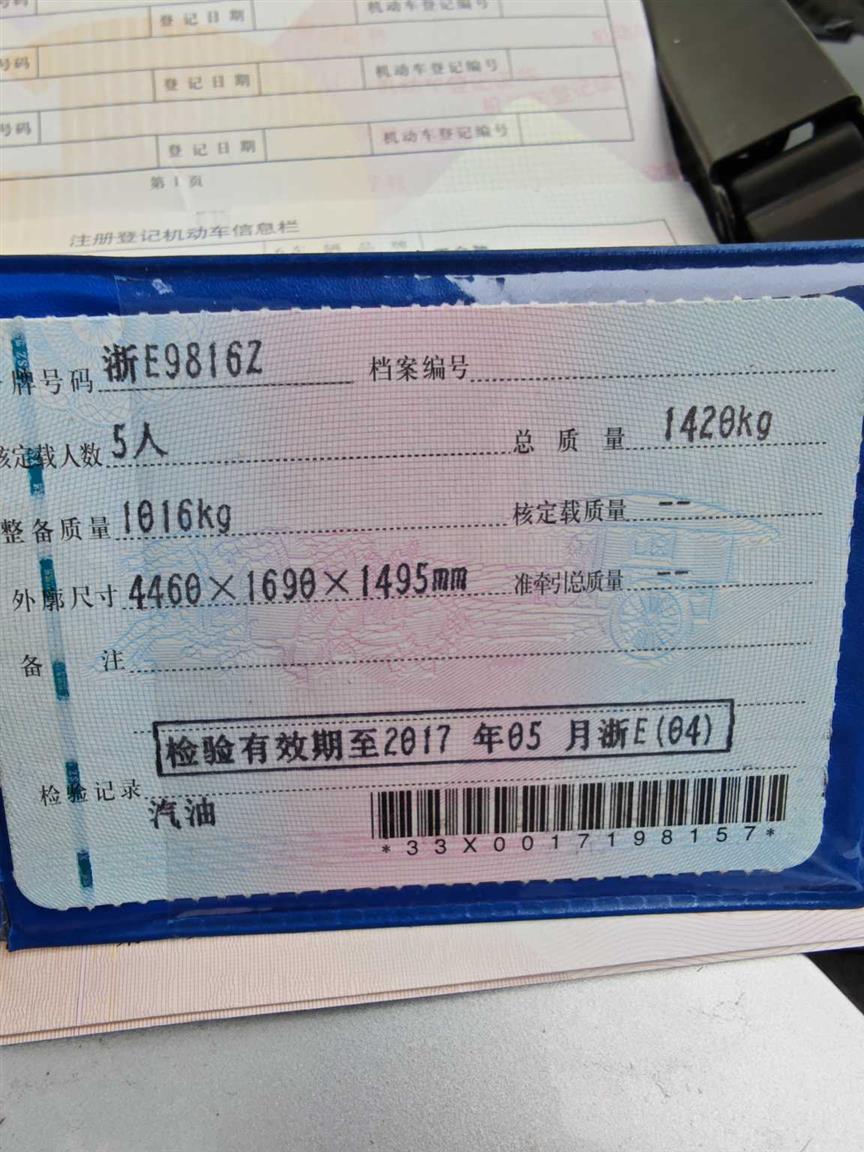 登 记 日 期 机动车登记编号
号码 登 记 日 期 机动车登记编号
号码 登 记 日 期 机动车登记编号
第 1 页
注册登记机动车信息栏
牌号码 浙E9816Z 档案编号
核定载人数 5人 总 质 量 1420kg
整备质量 1016kg 核定载质量 --
外廓尺寸 4460×1690×1495mm 准牵引总质量 --
备 注
检验有效期至2017 年05 月浙E(04)
检验记录
汽油
*33X0017198157*